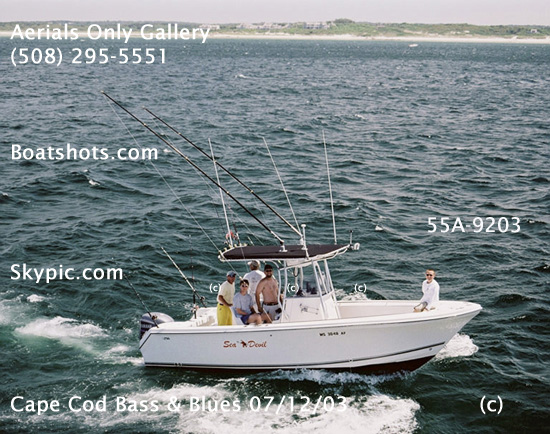 Aerials Only Gallery
(508) 295-5551
Boatshots.com
55A-9203
Skypic.com
(c) (c) (c)
Sea Devil
Cape Cod Bass & Blues 07/12/03 (c)